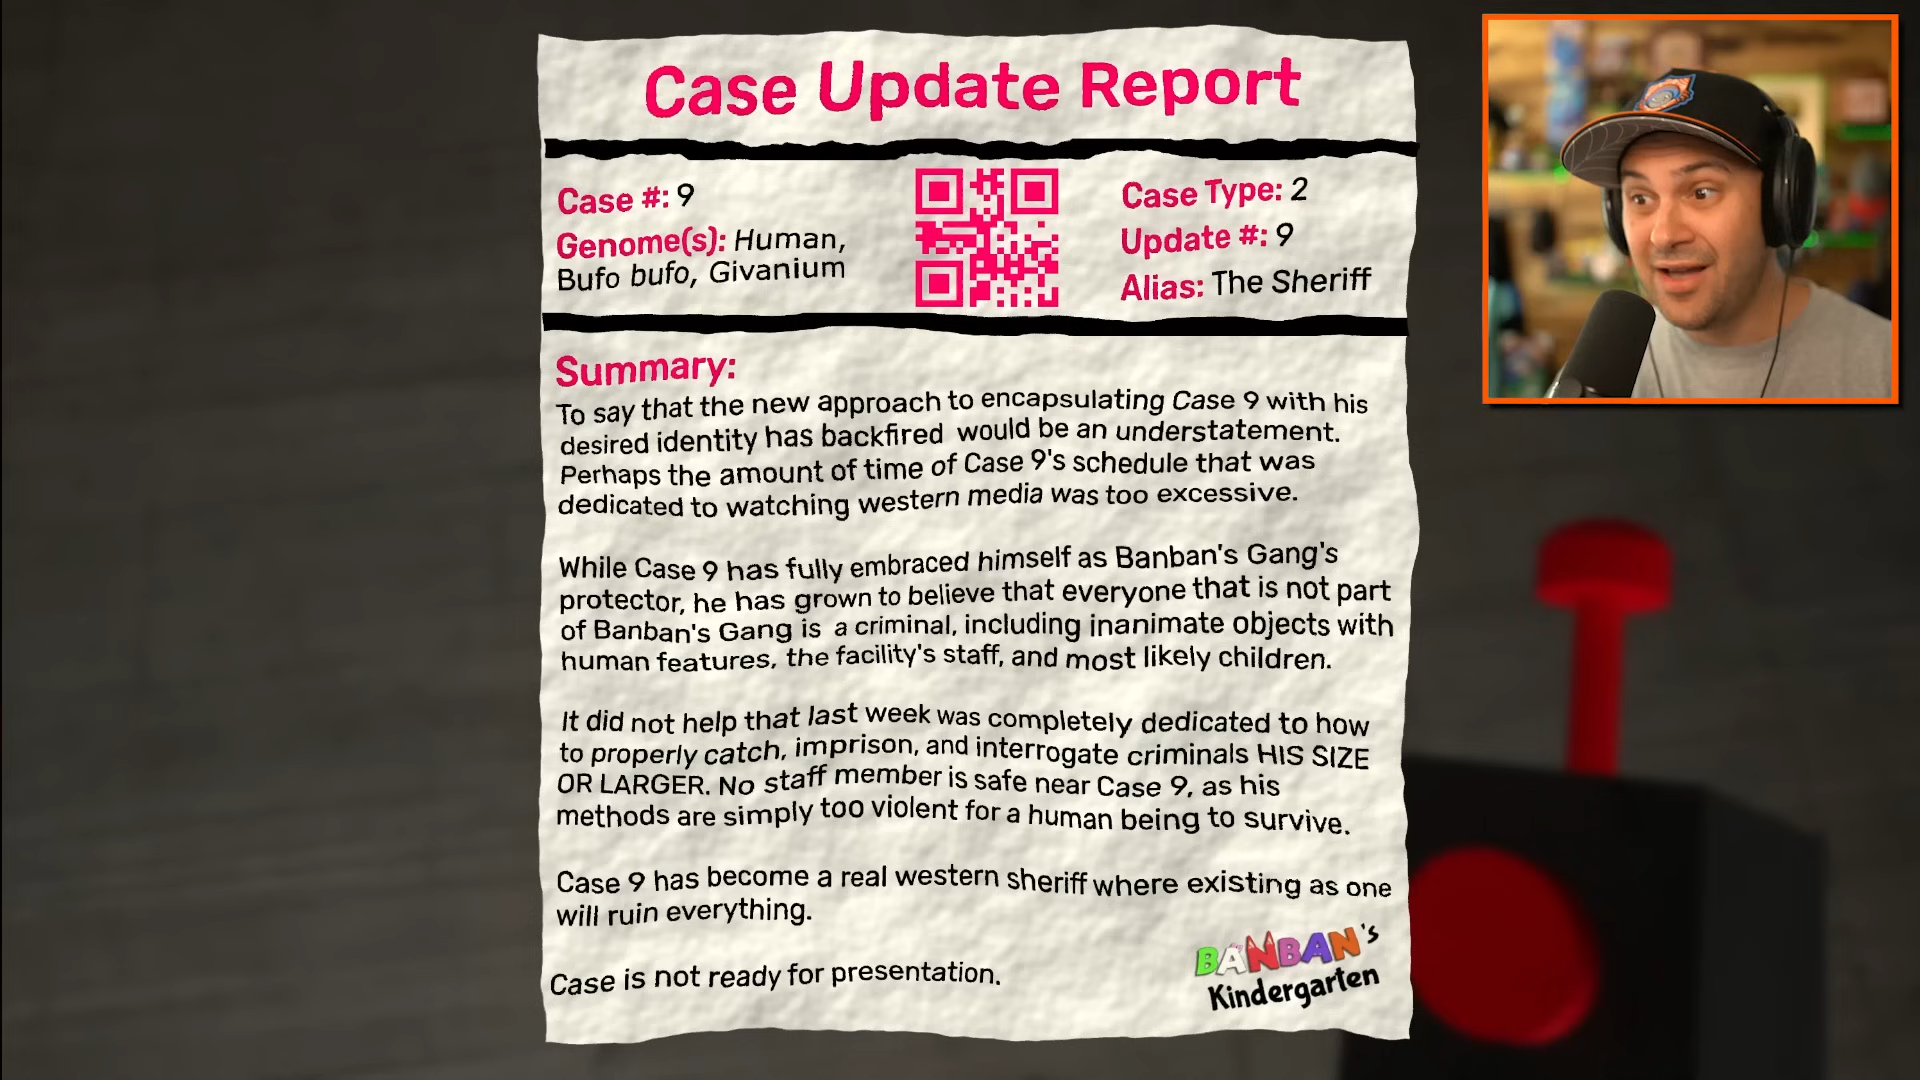 Case Update Report
Case #: 9
Genome(s): Human,
Bufo bufo, Givanium
Case Type: 2
Update #: 9
Alias: The Sheriff
Summary:
To say that the new approach to encapsulating Case 9 with his
desired identity has backfired would be an understatement.
Perhaps the amount of time of Case 9's schedule that was
dedicated to watching western media was too excessive.
While Case 9 has fully embraced himself as Banban's Gang's
protector, he has grown to believe that everyone that is not part
of Banban's Gang is a criminal, including inanimate objects with
human features, the facility's staff, and most likely children.
It did not help that last week was completely dedicated to how
to properly catch, imprison, and interrogate criminals HIS SIZE
OR LARGER. No staff member is safe near Case 9, as his
methods are simply too violent for a human being to survive.
Case 9 has become a real western sheriff where existing as one
will ruin everything.
Case is not ready for presentation.
BANBAN's
Kindergarten